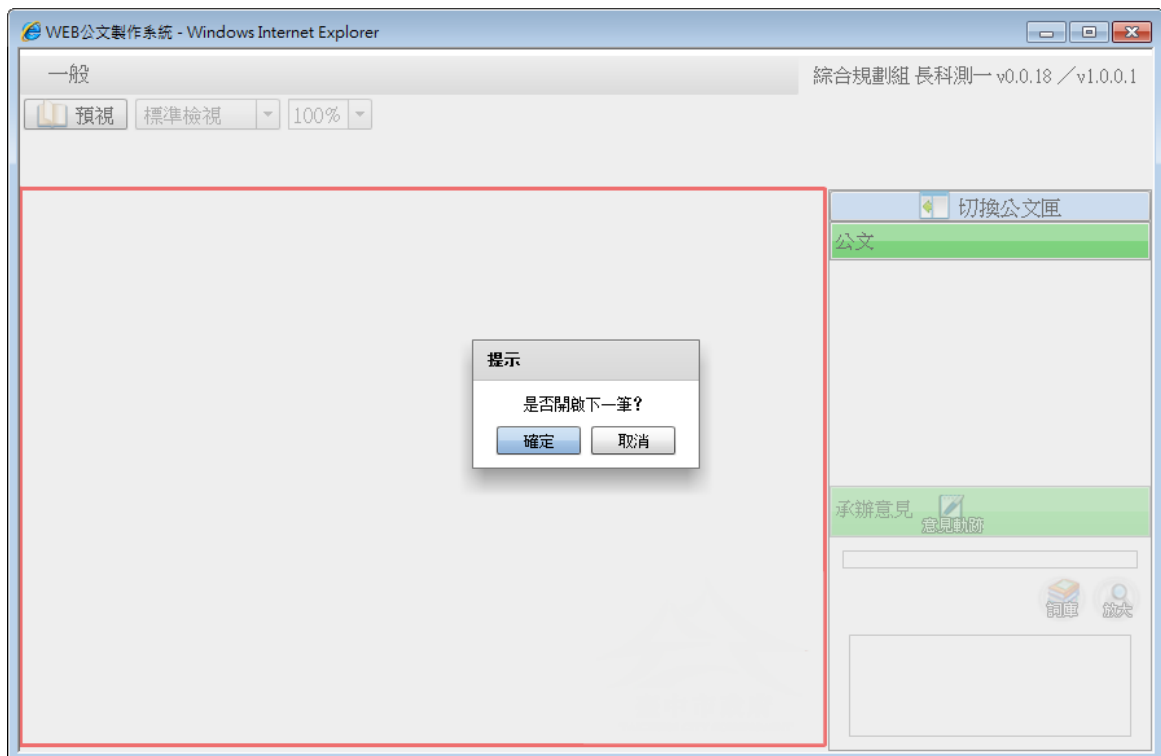 WEB公文製作系統 - Windows Internet Explorer
一般
綜合規劃組 長科測一 v0.0.18 ／v1.0.0.1
預視 標準檢視 100%
切換公文匣
公文
提示
是否開啟下一筆?
確定 取消
承辦意見 意見軌跡
詞庫 放大